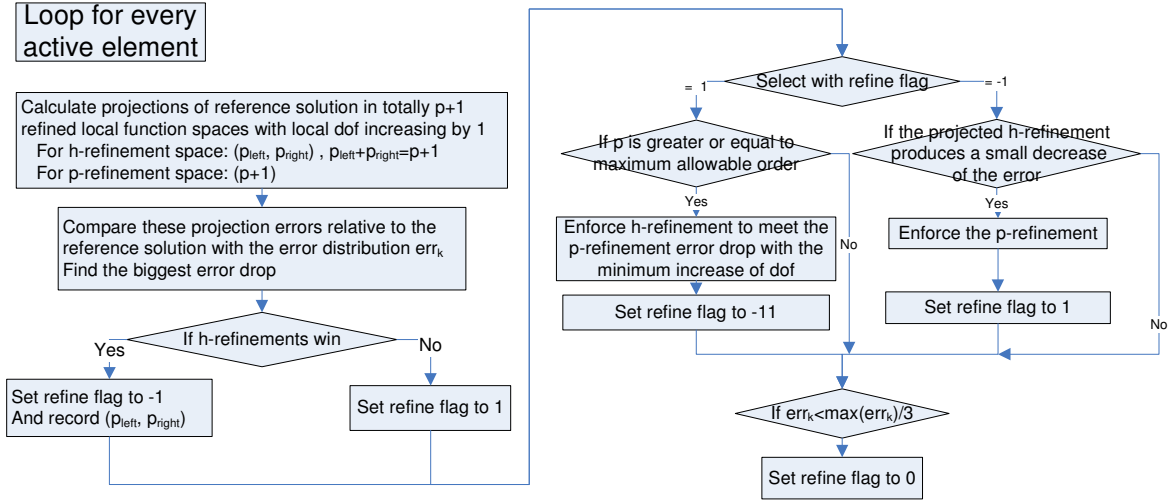 Loop for every
active element
Calculate projections of reference solution in totally p+1
refined local function spaces with local dof increasing by 1
For h-refinement space: (pleft, pright) , pleft+pright=p+1
For p-refinement space: (p+1)
Compare these projection errors relative to the
reference solution with the error distribution errk
Find the biggest error drop
If h-refinements win
Yes
No
Set refine flag to -1
And record (pleft, pright)
Set refine flag to 1
Select with refine flag
= 1
= -1
If p is greater or equal to
maximum allowable order
Yes
No
Enforce h-refinement to meet the
p-refinement error drop with the
minimum increase of dof
Set refine flag to -11
If the projected h-refinement
produces a small decrease
of the error
Yes
No
Enforce the p-refinement
Set refine flag to 1
If errk<max(errk)/3
Set refine flag to 0